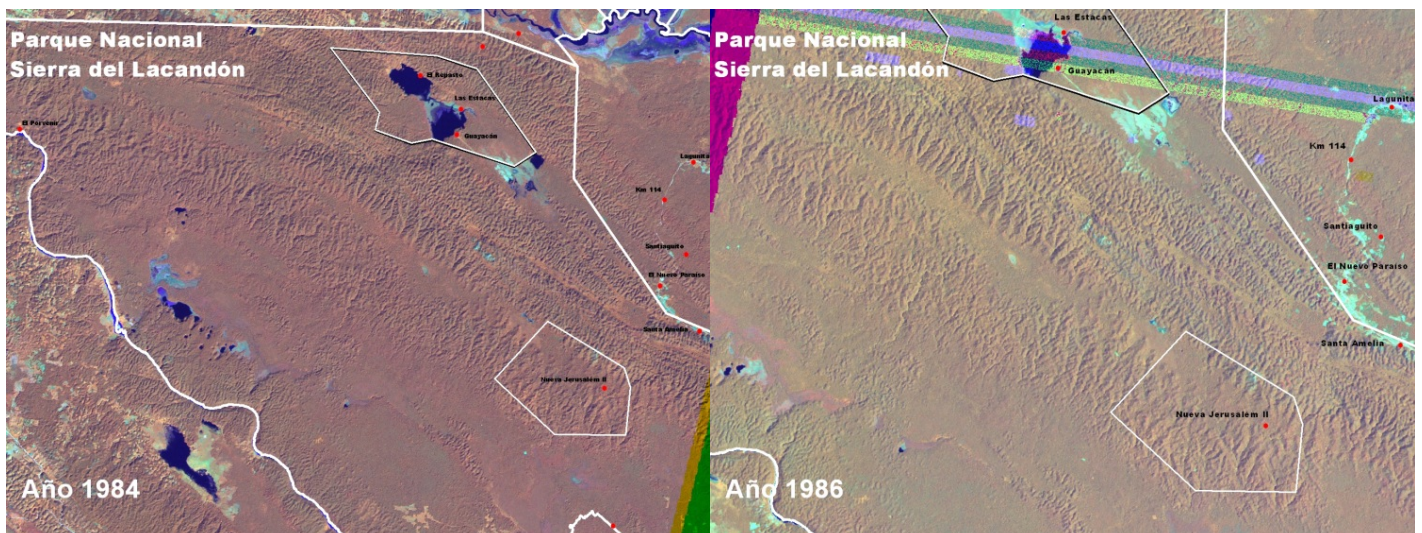 Parque Nacional
Sierra del Lacandón
El Repasto
Las Estacas
Guayacán
El Porvenir
Lagunita
Km 114
Santiaguito
El Nuevo Paraíso
Santa Amelia
Nueva Jerusalém II
Año 1984
Parque Nacional
Sierra del Lacandón
Las Estacas
Guayacán
Lagunita
Km 114
Santiaguito
El Nuevo Paraíso
Santa Amelia
Nueva Jerusalem II
Año 1986